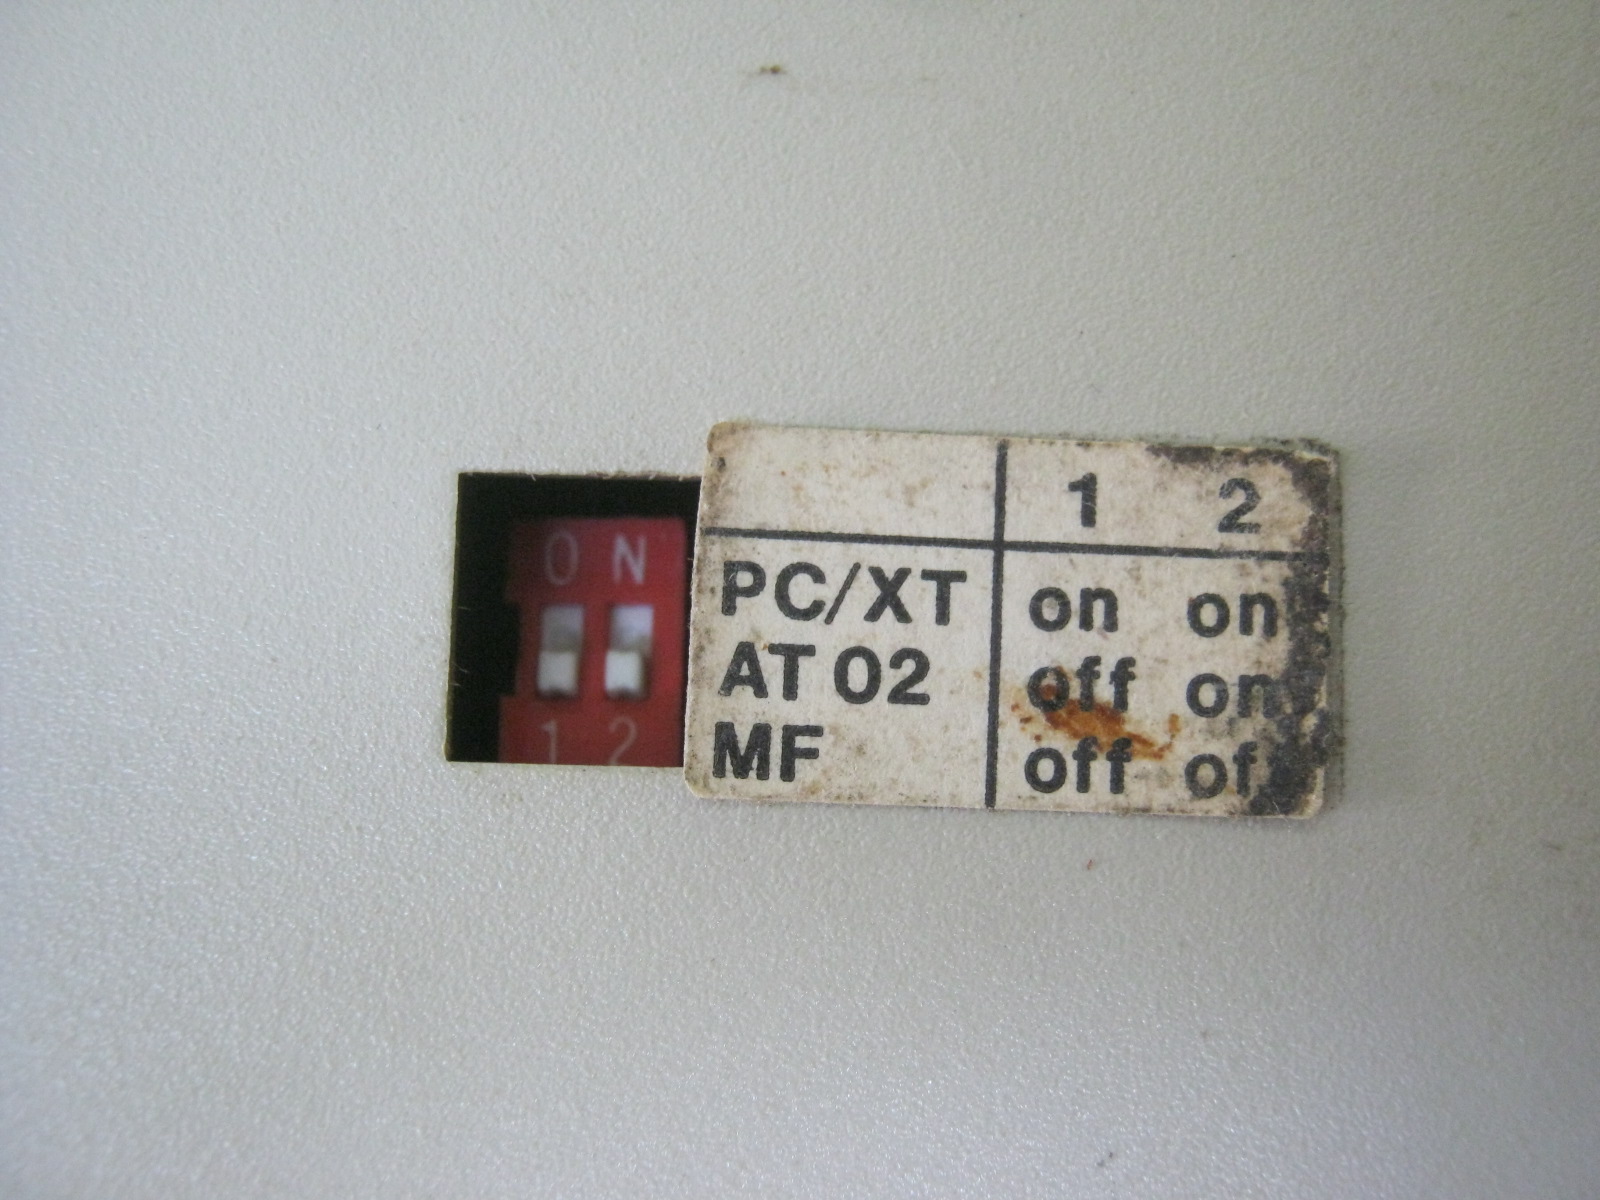 ON
1 2
1 2
PC/XT on on
AT 02 off on
MF off of